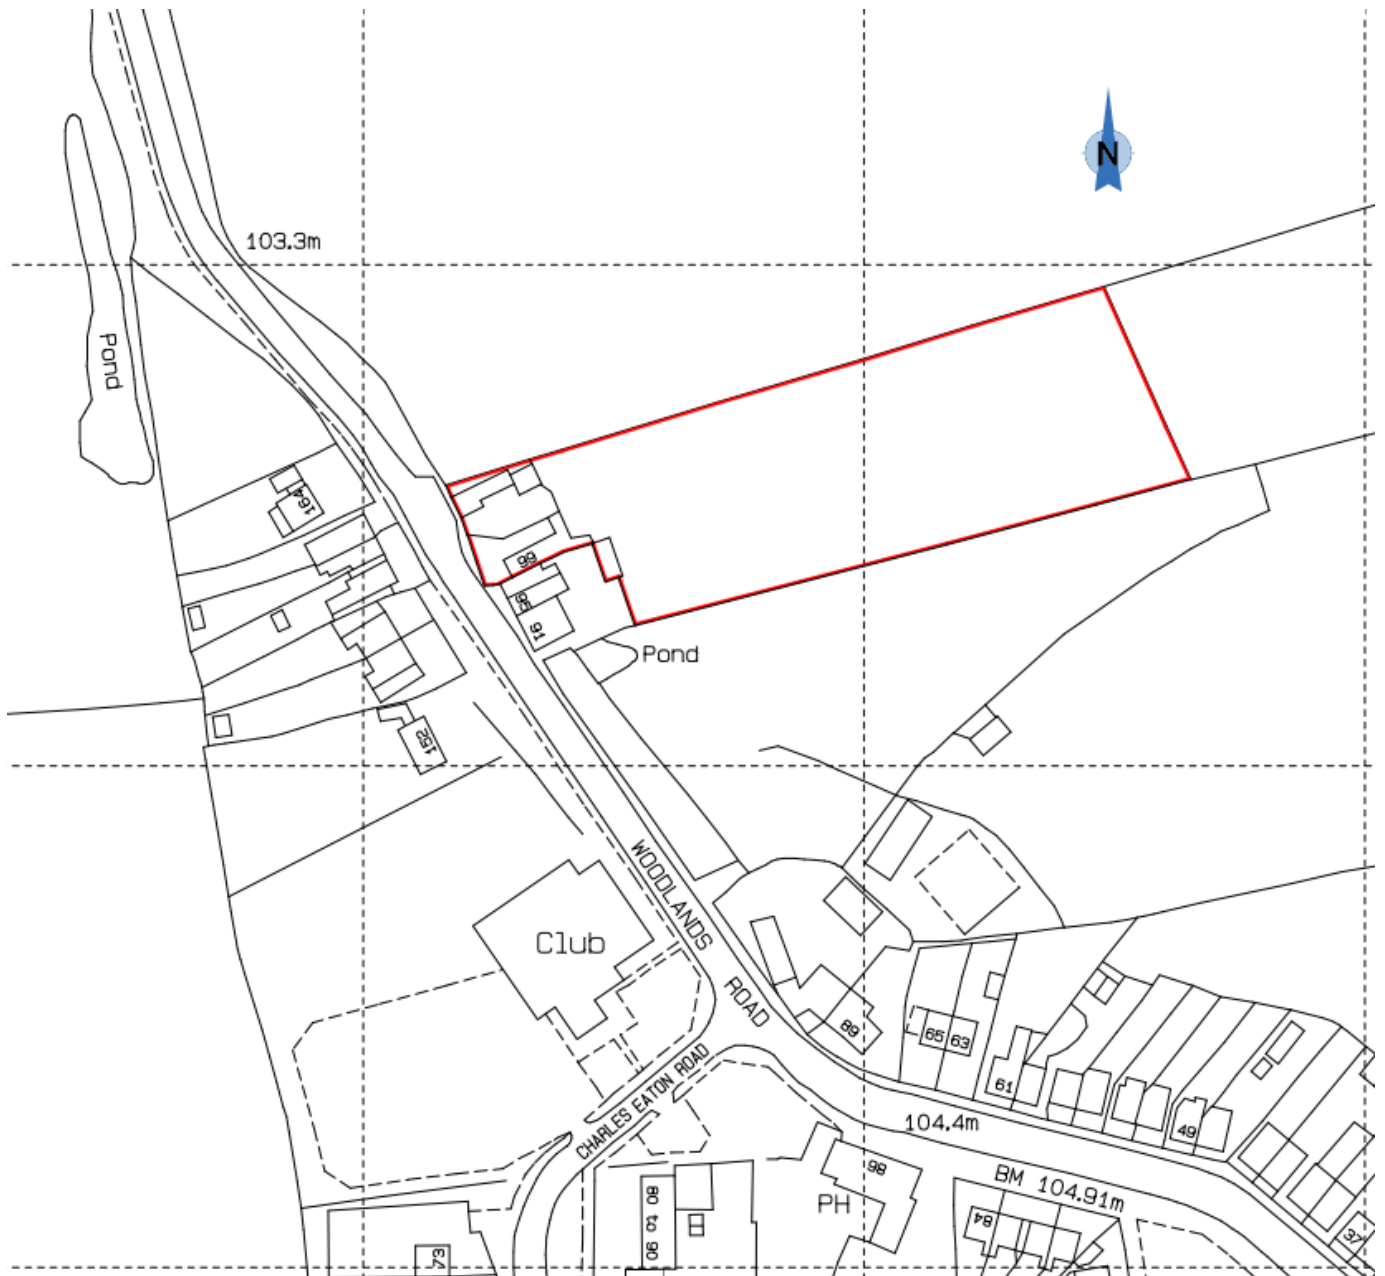 N
103.3m
Pond
164
99
95
91
Pond
152
WOODLANDS ROAD
Club
89
65
63
61
CHARLES EATON ROAD
104.4m
49
98
BM 104.91m
PH
84
80 to 90
37
73